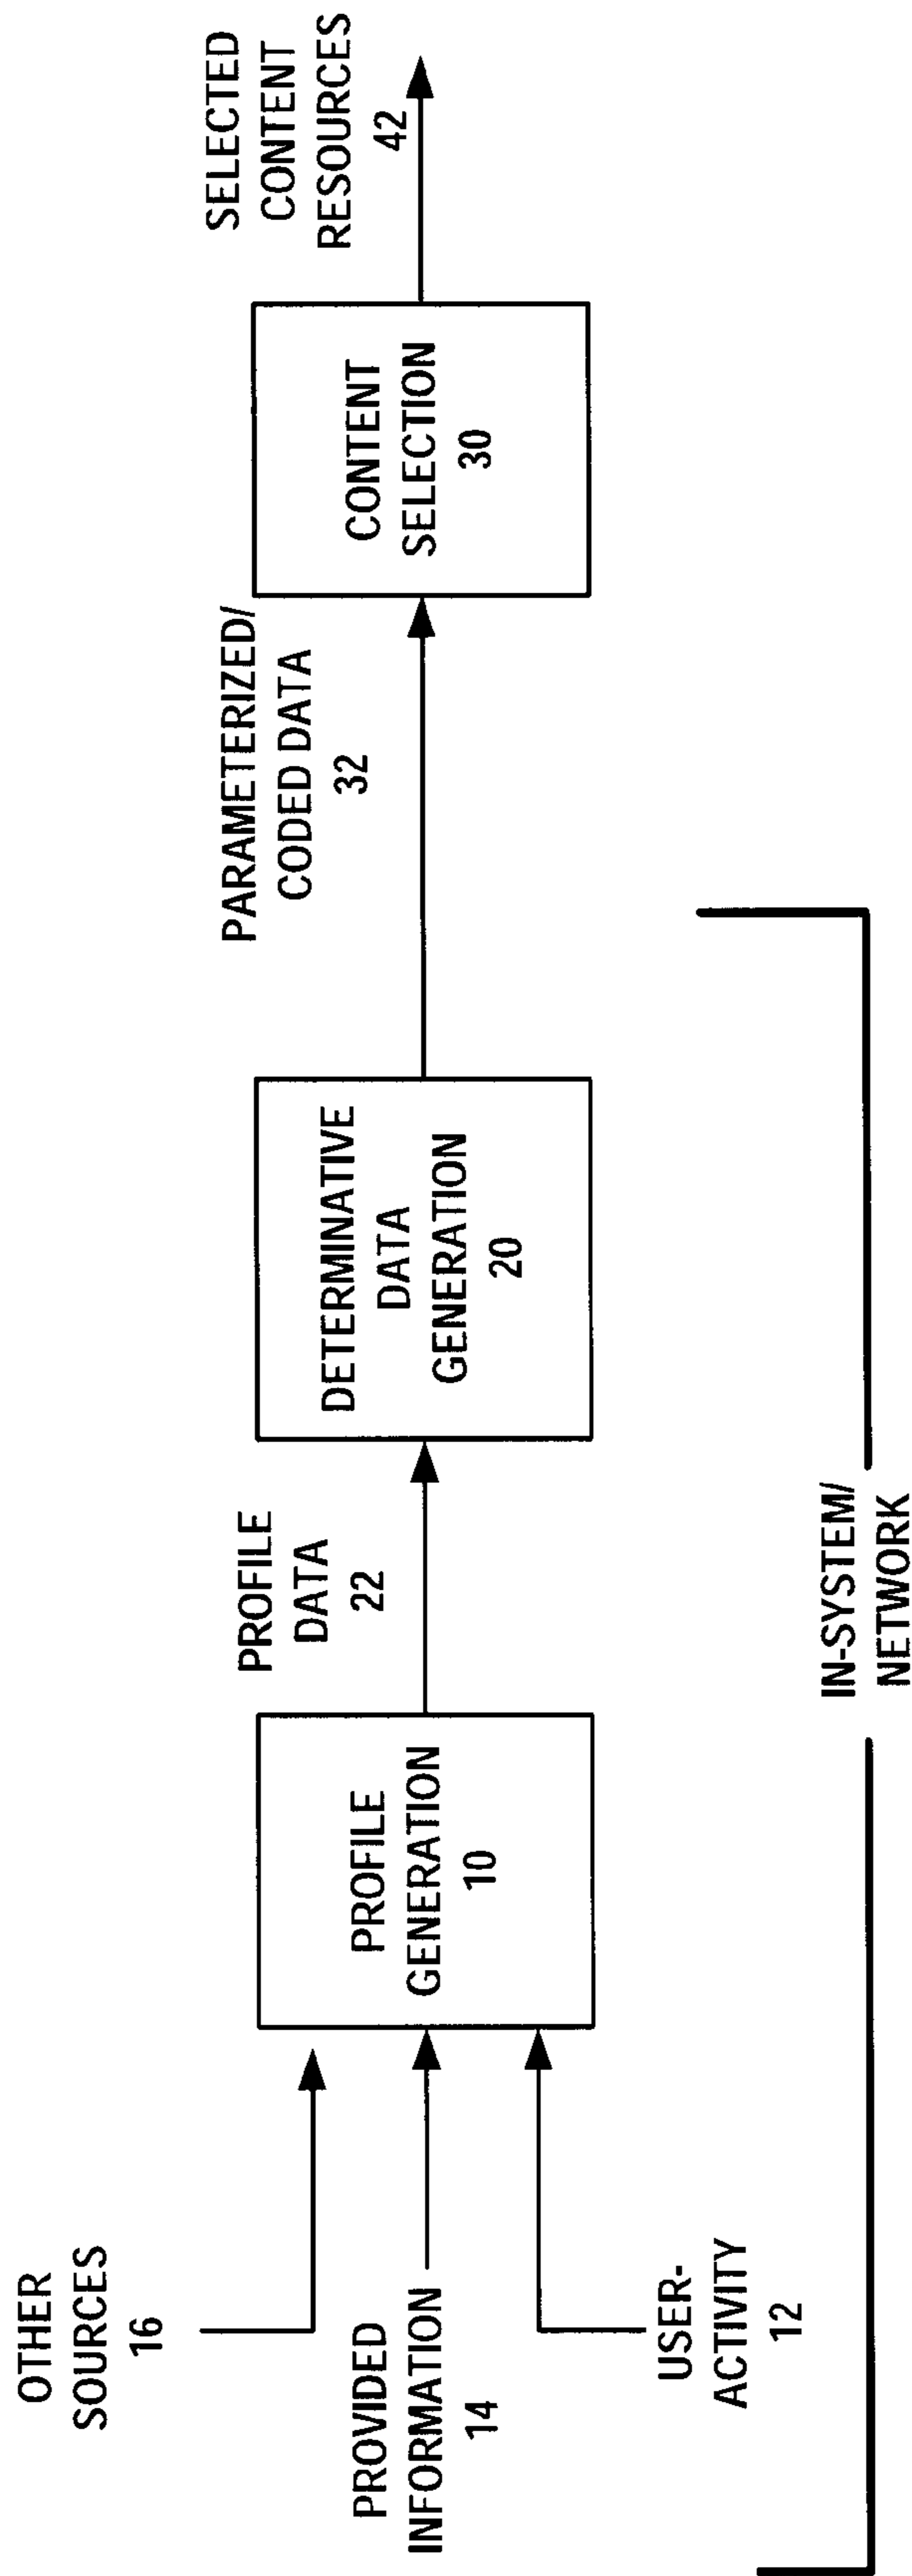 OTHER
SOURCES
16
PROVIDED
INFORMATION
14
USER-
ACTIVITY
12
PROFILE
GENERATION
10
PROFILE
DATA
22
DETERMINATIVE
DATA
GENERATION
20
PARAMETERIZED/
CODED DATA
32
CONTENT
SELECTION
30
SELECTED
CONTENT
RESOURCES
42
IN-SYSTEM/
NETWORK